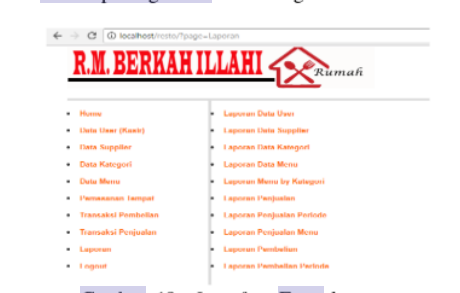 localhost/resto/?page=Laporan
R.M. BERKAH ILLAHI
Rumah
Home
Data User (Kasir)
Data Supplier
Data Kategori
Data Menu
Pemesanan Tempat
Transaksi Pembelian
Transaksi Penjualan
Laporan
Logout
Laporan Data User
Laporan Data Supplier
Laporan Data Kategori
Laporan Data Menu
Laporan Menu by Kategori
Laporan Penjualan
Laporan Penjualan Periode
Laporan Penjualan Menu
Laporan Pembelian
Laporan Pembelian Periode